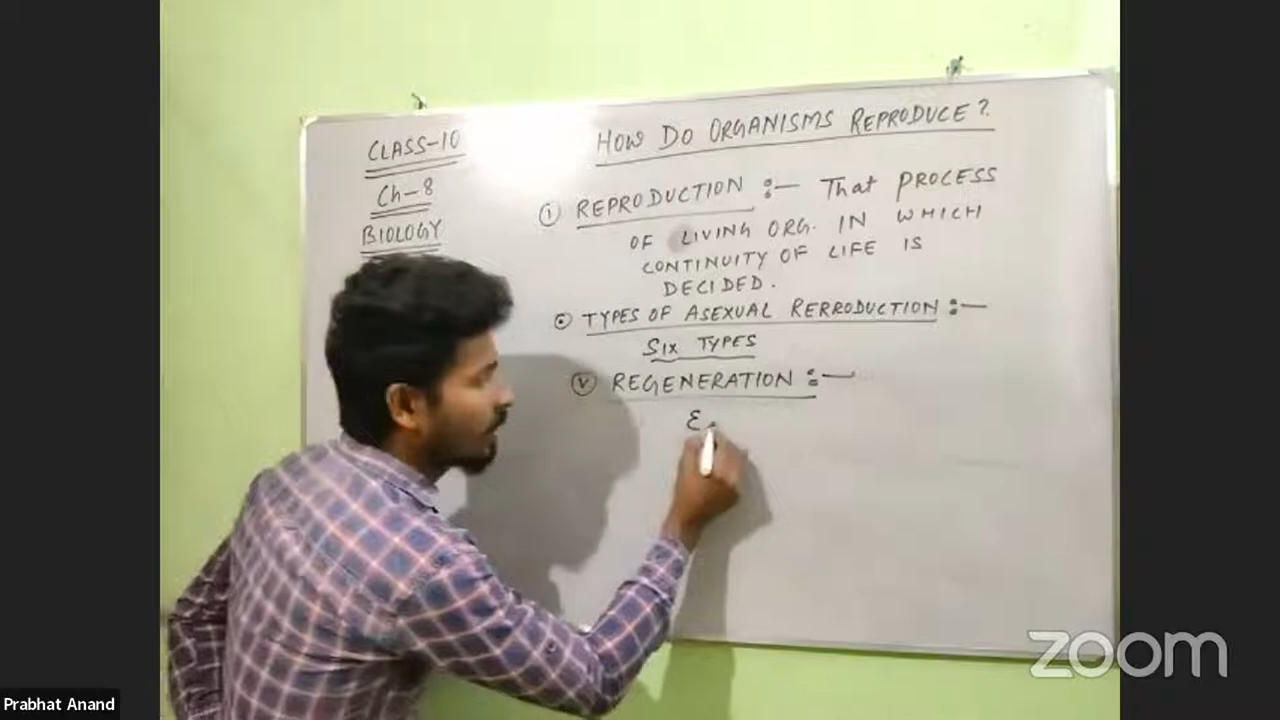 CLASS-10
Ch-8
BIOLOGY
HOW DO ORGANISMS REPRODUCE?
(i) REPRODUCTION :— That PROCESS
OF LIVING ORG. IN WHICH
CONTINUITY OF LIFE IS
DECIDED.
TYPES OF ASEXUAL RERRODUCTION :—
SIX TYPES
(V) REGENERATION :—
E
zoom
Prabhat Anand